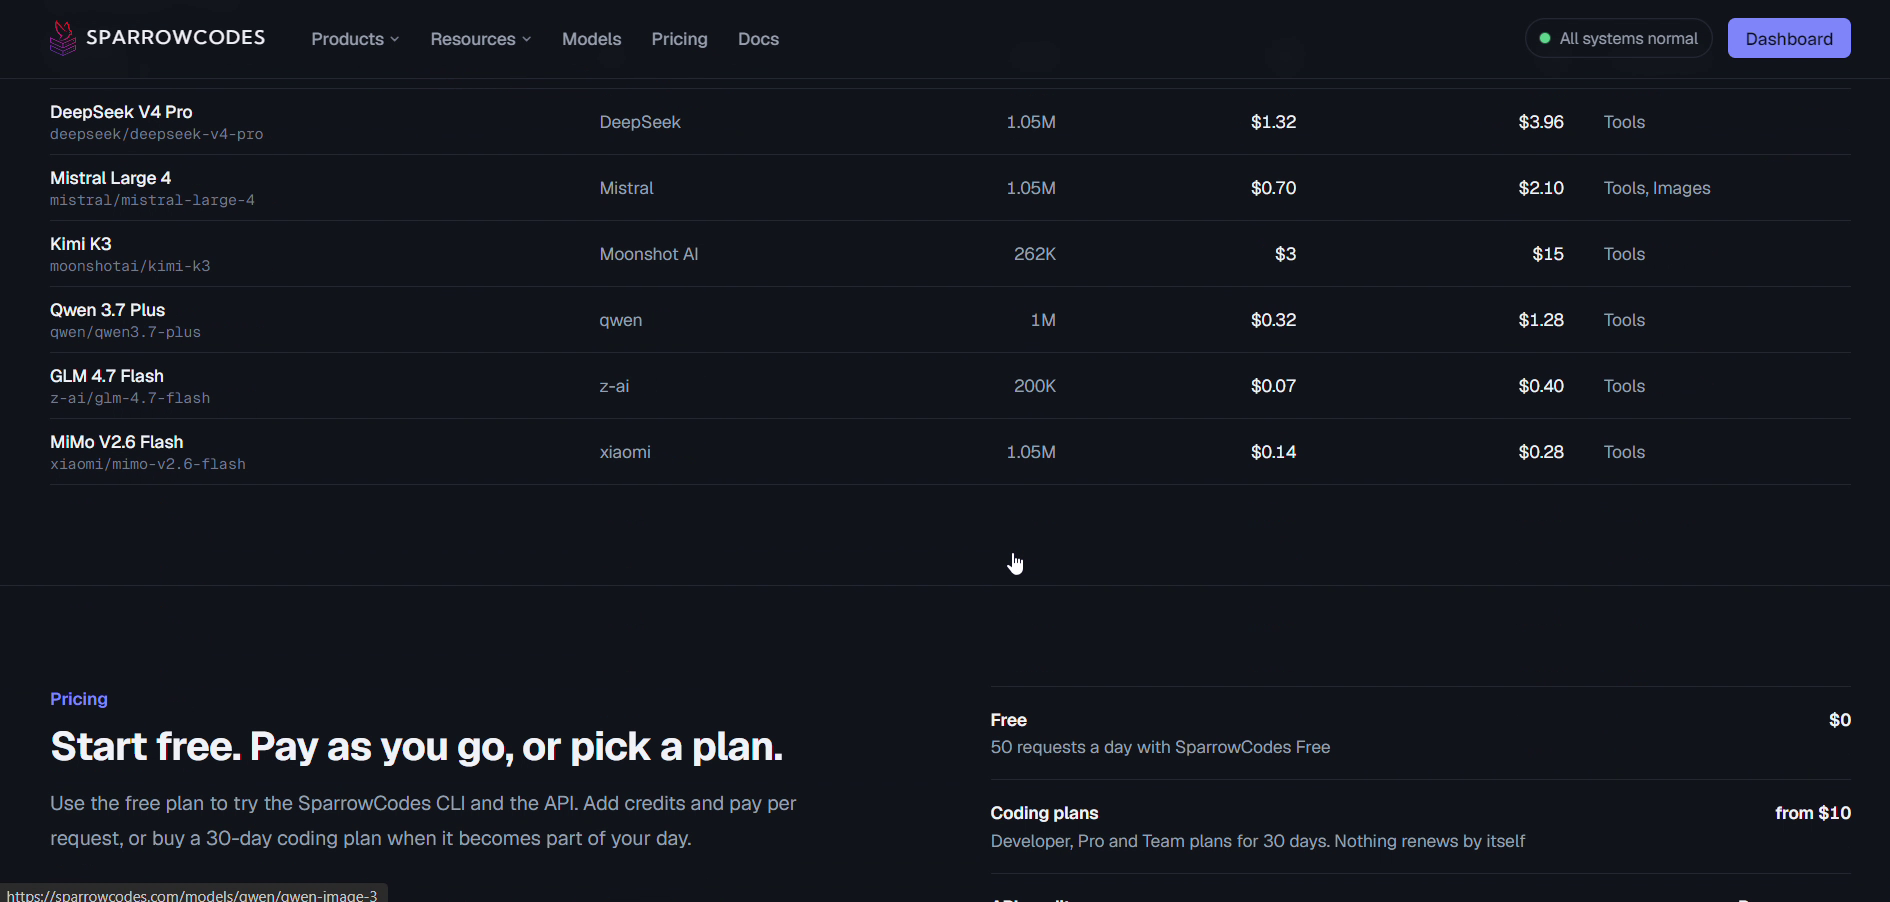 SPARROWCODES Products Resources Models Pricing Docs All systems normal Dashboard
DeepSeek V4 Pro
deepseek/deepseek-v4-pro
DeepSeek 1.05M $1.32 $3.96 Tools
Mistral Large 4
mistral/mistral-large-4
Mistral 1.05M $0.70 $2.10 Tools, Images
Kimi K3
moonshotai/kimi-k3
Moonshot AI 262K $3 $15 Tools
Qwen 3.7 Plus
qwen/qwen3.7-plus
qwen 1M $0.32 $1.28 Tools
GLM 4.7 Flash
z-ai/glm-4.7-flash
z-ai 200K $0.07 $0.40 Tools
MiMo V2.6 Flash
xiaomi/mimo-v2.6-flash
xiaomi 1.05M $0.14 $0.28 Tools
Pricing
Start free. Pay as you go, or pick a plan.
Use the free plan to try the SparrowCodes CLI and the API. Add credits and pay per
request, or buy a 30-day coding plan when it becomes part of your day.
Free $0
50 requests a day with SparrowCodes Free
Coding plans from $10
Developer, Pro and Team plans for 30 days. Nothing renews by itself
https://sparrowcodes.com/models/qwen/qwen-image-3